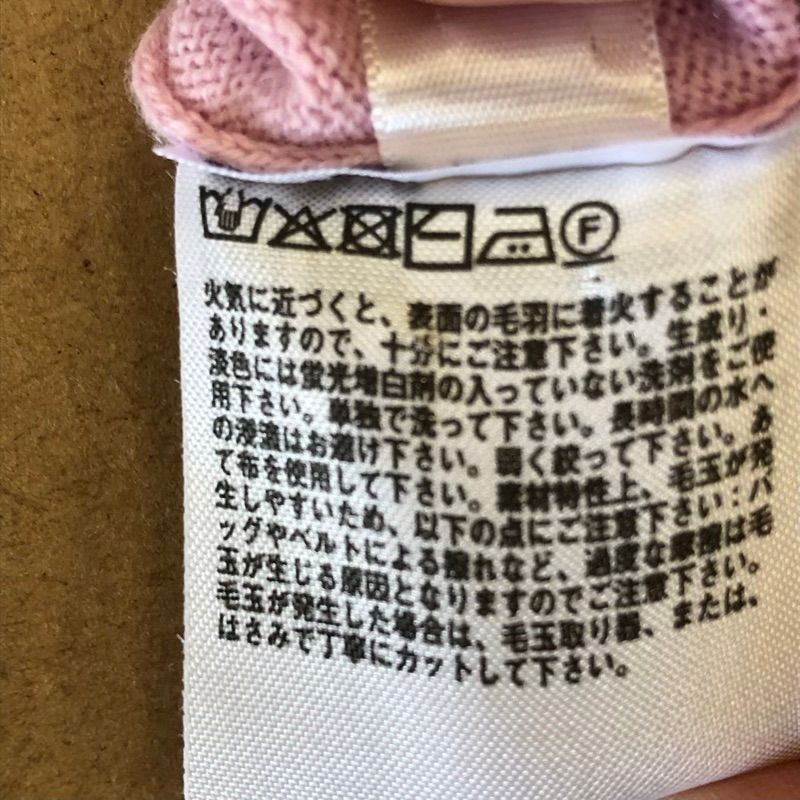 F
火気に近づくと、表面の毛羽に着火することが
ありますので、十分にご注意下さい。生成り・
淡色には蛍光増白剤の入っていない洗剤をご使
用下さい。単独で洗って下さい。長時間の水へ
の浸漬はお避け下さい。弱く絞って下さい。あ
て布を使用して下さい。素材特性上、毛玉が発
生しやすいため、以下の点にご注意下さい：バ
ッグやベルトによる擦れなど、過度な摩擦は毛
玉が生じる原因となりますのでご注意下さい。
毛玉が発生した場合は、毛玉取り器、または、
はさみで丁寧にカットして下さい。